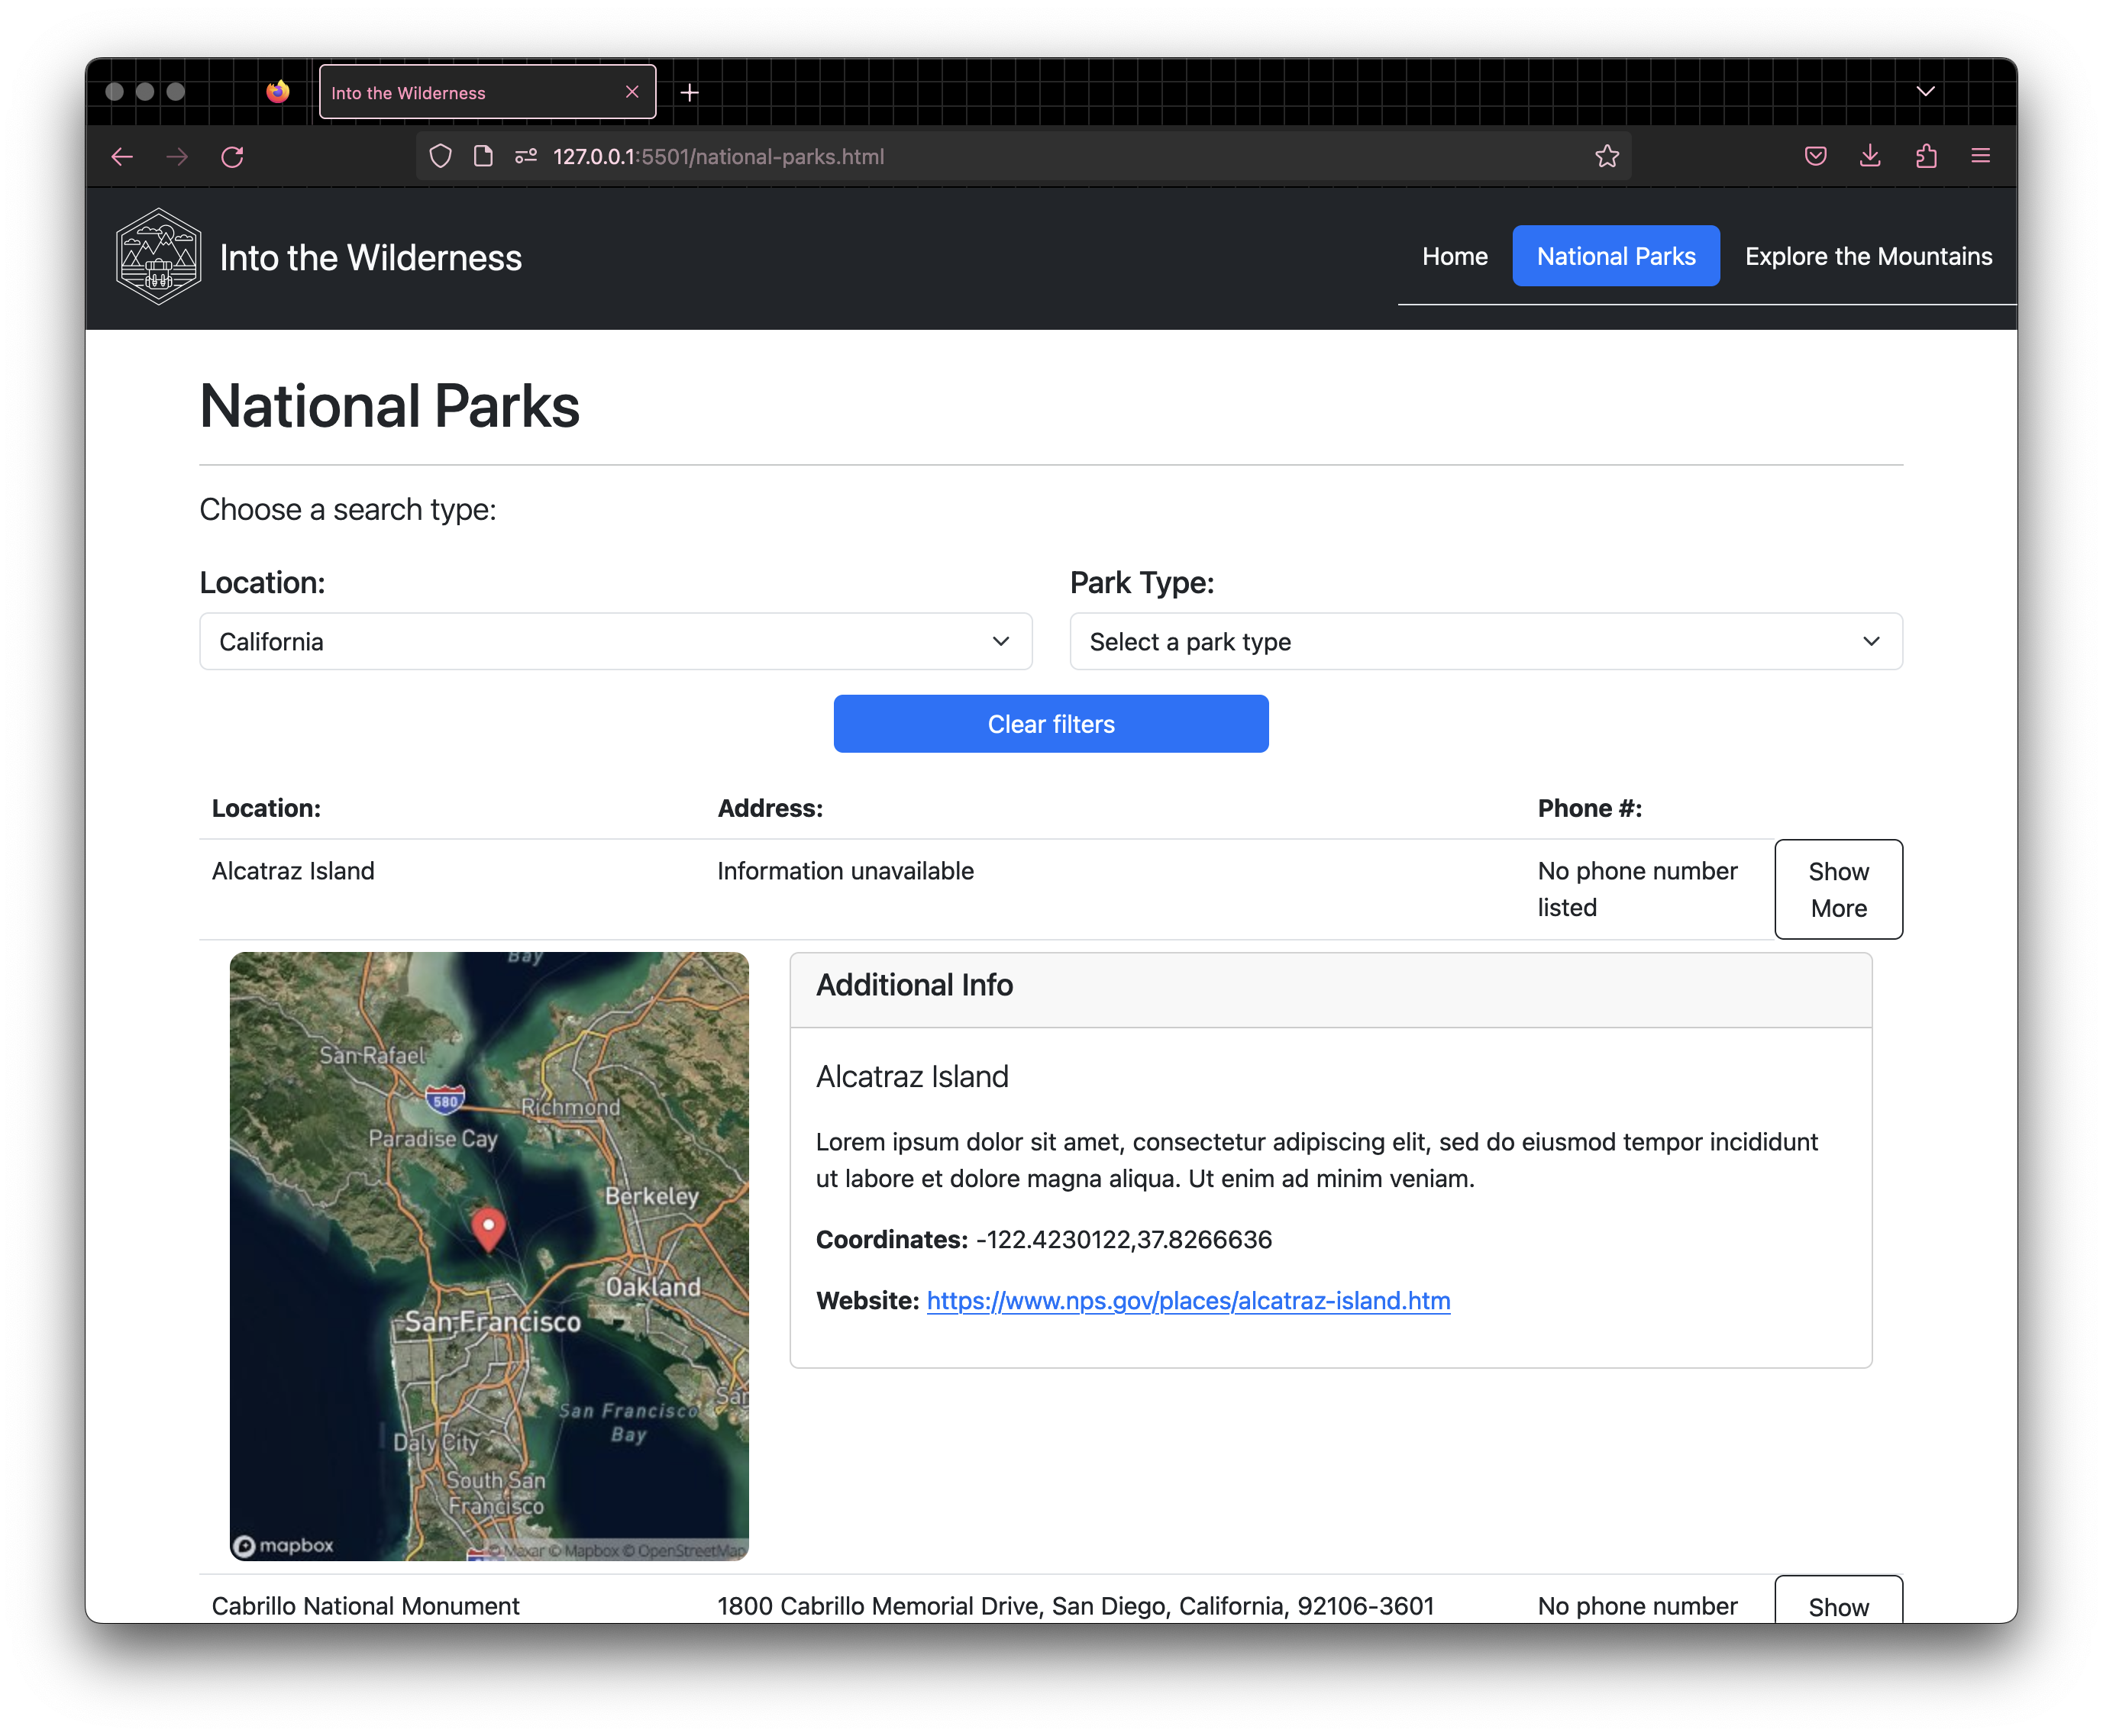 Into the Wilderness
127.0.0.1:5501/national-parks.html
Into the Wilderness
Home
National Parks
Explore the Mountains
National Parks
Choose a search type:
Location:
Park Type:
California
Select a park type
Clear filters
Location:
Address:
Phone #:
Alcatraz Island
Information unavailable
No phone number
listed
Show
More
Bay
San Rafael
580
Richmond
Paradise Cay
Berkeley
Oakland
San Francisco
San Francisco
Bay
Daly City
South San
Francisco
mapbox
© Maxar © Mapbox © OpenStreetMap
Additional Info
Alcatraz Island
Lorem ipsum dolor sit amet, consectetur adipiscing elit, sed do eiusmod tempor incididunt
ut labore et dolore magna aliqua. Ut enim ad minim veniam.
Coordinates: -122.4230122,37.8266636
Website: https://www.nps.gov/places/alcatraz-island.htm
Cabrillo National Monument
1800 Cabrillo Memorial Drive, San Diego, California, 92106-3601
No phone number
Show